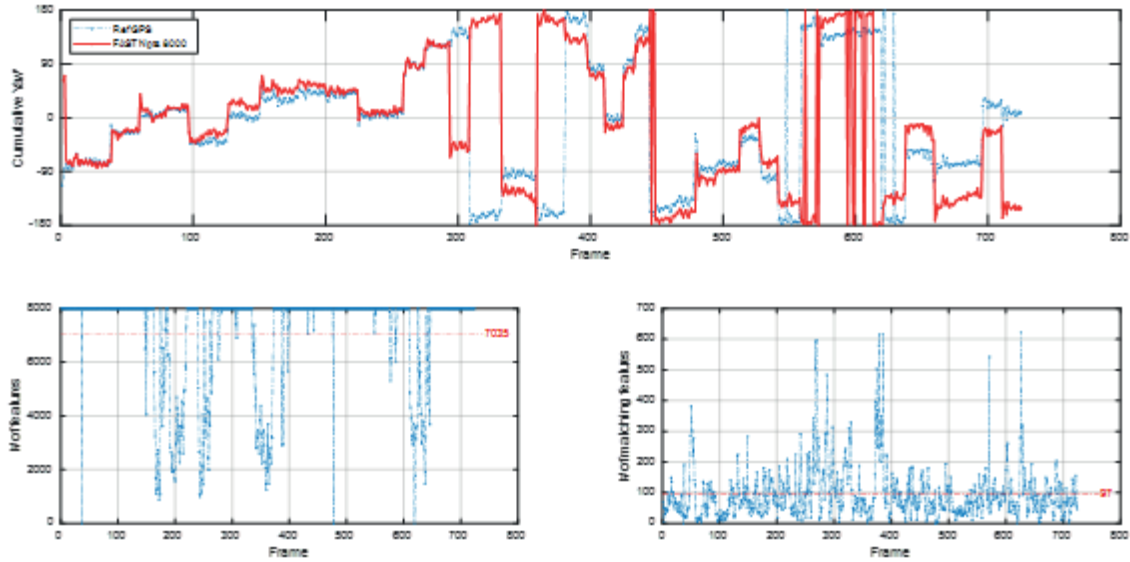 180
90
0
-90
-180
Cumulative Yaw
Ref GPS
FAST Npts 8000
0 100 200 300 400 500 600 700 800
Frame
8000
6000
4000
2000
0
# of features
7035
0 100 200 300 400 500 600 700 800
Frame
700
600
500
400
300
200
100
0
# of matching features
97
0 100 200 300 400 500 600 700 800
Frame